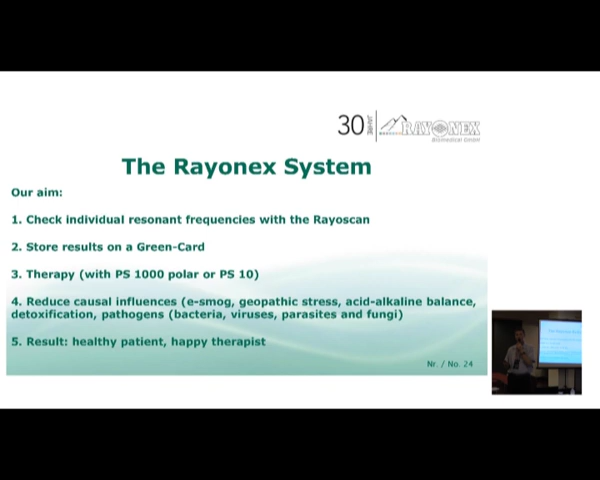 30
RAYONEX
Biomedical GmbH
The Rayonex System
Our aim:
1. Check individual resonant frequencies with the Rayoscan
2. Store results on a Green-Card
3. Therapy (with PS 1000 polar or PS 10)
4. Reduce causal influences (e-smog, geopathic stress, acid-alkaline balance,
detoxification, pathogens (bacteria, viruses, parasites and fungi)
5. Result: healthy patient, happy therapist
Nr. / No. 24